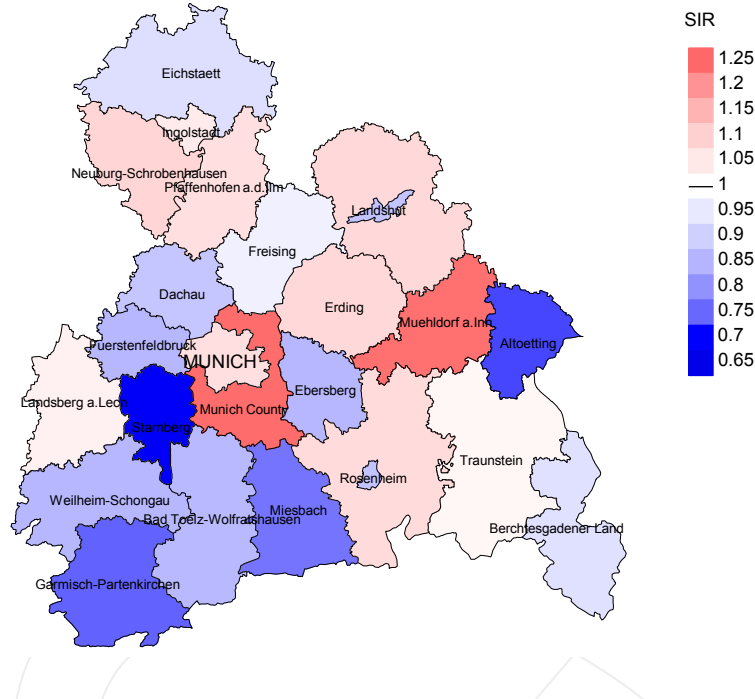 SIR
1.25
1.2
1.15
1.1
1.05
1
0.95
0.9
0.85
0.8
0.75
0.7
0.65
Eichstaett
Ingolstadt
Neuburg-Schrobenhausen
Pfaffenhofen a.d.Ilm
Landshut
Freising
Dachau
Erding
Muehldorf a.Inn
Fuerstenfeldbruck
Altoetting
MUNICH
Ebersberg
Landsberg a.Lech
Munich County
Starnberg
Traunstein
Rosenheim
Weilheim-Schongau
Miesbach
Bad Toelz-Wolfratshausen
Berchtesgadener Land
Garmisch-Partenkirchen